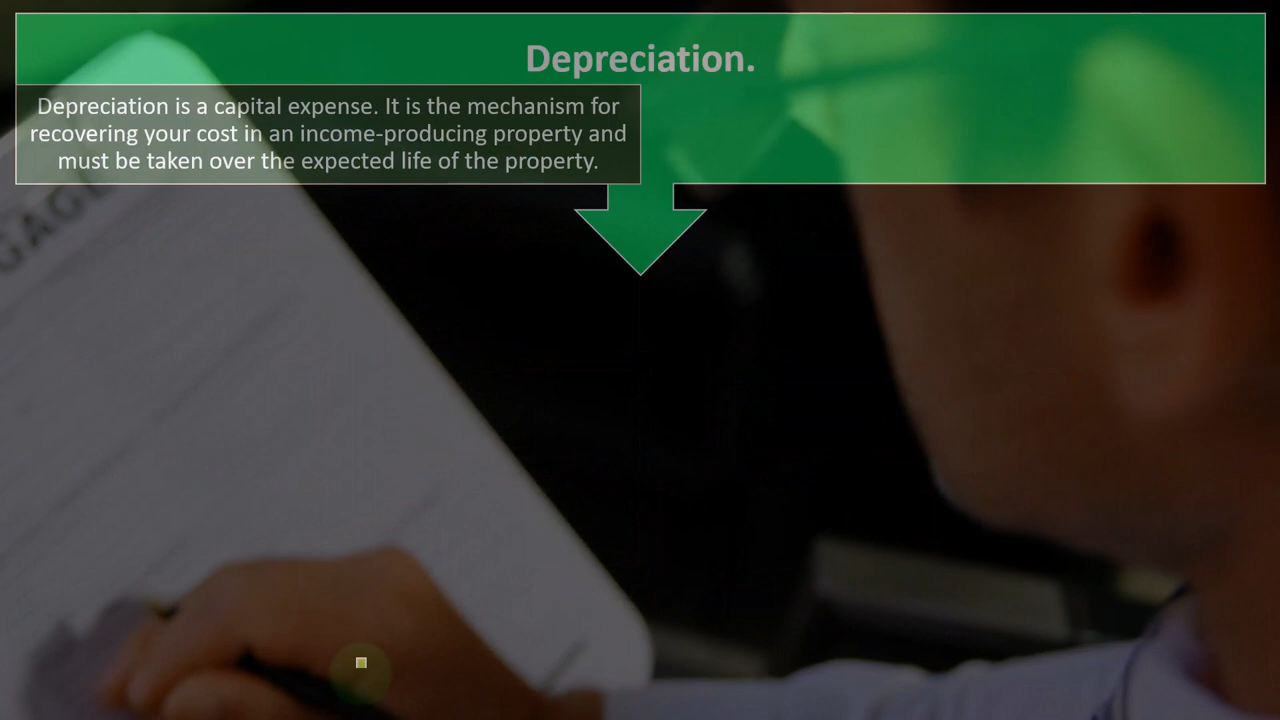 Depreciation.
Depreciation is a capital expense. It is the mechanism for
recovering your cost in an income-producing property and
must be taken over the expected life of the property.